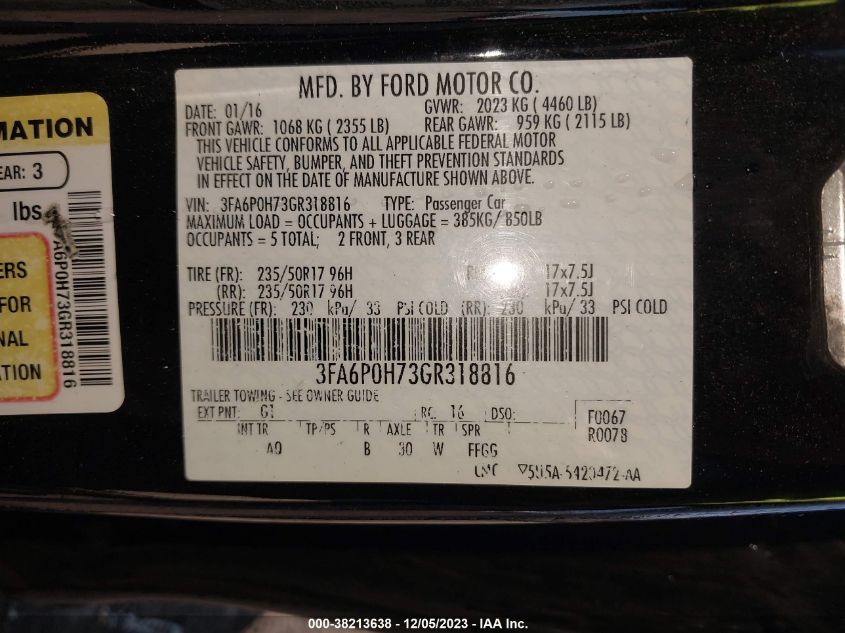 MFD. BY FORD MOTOR CO.
DATE: 01/16 GVWR: 2023 KG ( 4460 LB)
FRONT GAWR: 1068 KG ( 2355 LB) REAR GAWR: 959 KG ( 2115 LB)
THIS VEHICLE CONFORMS TO ALL APPLICABLE FEDERAL MOTOR
VEHICLE SAFETY, BUMPER, AND THEFT PREVENTION STANDARDS
IN EFFECT ON THE DATE OF MANUFACTURE SHOWN ABOVE.
VIN: 3FA6P0H73GR318816 TYPE: Passenger Car
MAXIMUM LOAD = OCCUPANTS + LUGGAGE = 385KG/ 850LB
OCCUPANTS = 5 TOTAL; 2 FRONT, 3 REAR
TIRE (FR): 235/50R17 96H 17x7.5J
(RR): 235/50R17 96H 17x7.5J
PRESSURE (FR): 230 kPa/ 33 PSI COLD (RR): 230 kPa/ 33 PSI COLD
3FA6P0H73GR318816
TRAILER TOWING - SEE OWNER GUIDE
EXT PNT: G1 RC: 16 DSO: F0067
R0078
INT TR TP/PS R AXLE TR SPR
A9 B 30 W FFGG
MATION
EAR: 3
lbs
ERS
FOR
NAL
ATION
A6P0H73GR318816
000-38213638 - 12/05/2023 - IAA Inc.